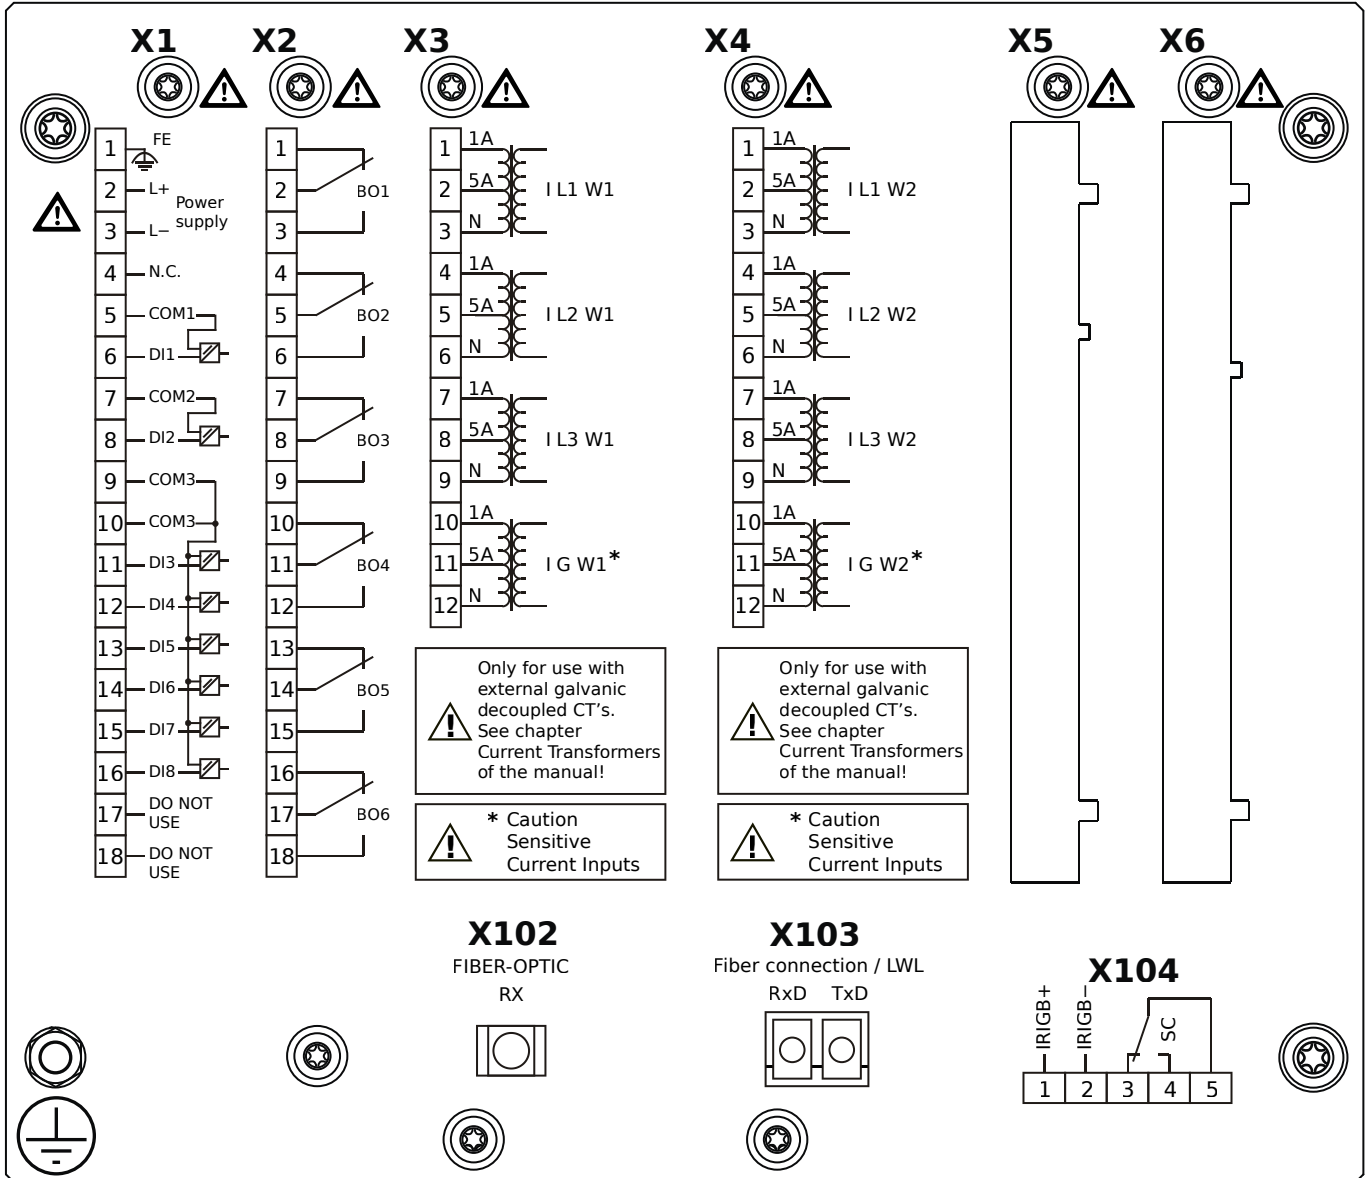 X1 X2 X3 X4 X5 X6
1 FE
2 L+
Power
supply
3 L−
4 N.C.
5 COM1
6 DI1
7 COM2
8 DI2
9 COM3
10 COM3
11 DI3
12 DI4
13 DI5
14 DI6
15 DI7
16 DI8
17 DO NOT
USE
18 DO NOT
USE
1
2 BO1
3
4
5 BO2
6
7
8 BO3
9
10
11 BO4
12
13
14 BO5
15
16
17 BO6
18
1 1A
2 5A I L1 W1
3 N
4 1A
5 5A I L2 W1
6 N
7 1A
8 5A I L3 W1
9 N
10 1A
11 5A I G W1*
12 N
Only for use with
external galvanic
decoupled CT's.
See chapter
Current Transformers
of the manual!
* Caution
Sensitive
Current Inputs
1 1A
2 5A I L1 W2
3 N
4 1A
5 5A I L2 W2
6 N
7 1A
8 5A I L3 W2
9 N
10 1A
11 5A I G W2*
12 N
Only for use with
external galvanic
decoupled CT's.
See chapter
Current Transformers
of the manual!
* Caution
Sensitive
Current Inputs
X102
FIBER-OPTIC
RX
X103
Fiber connection / LWL
RxD TxD
X104
IRIGB+ IRIGB− SC
1 2 3 4 5